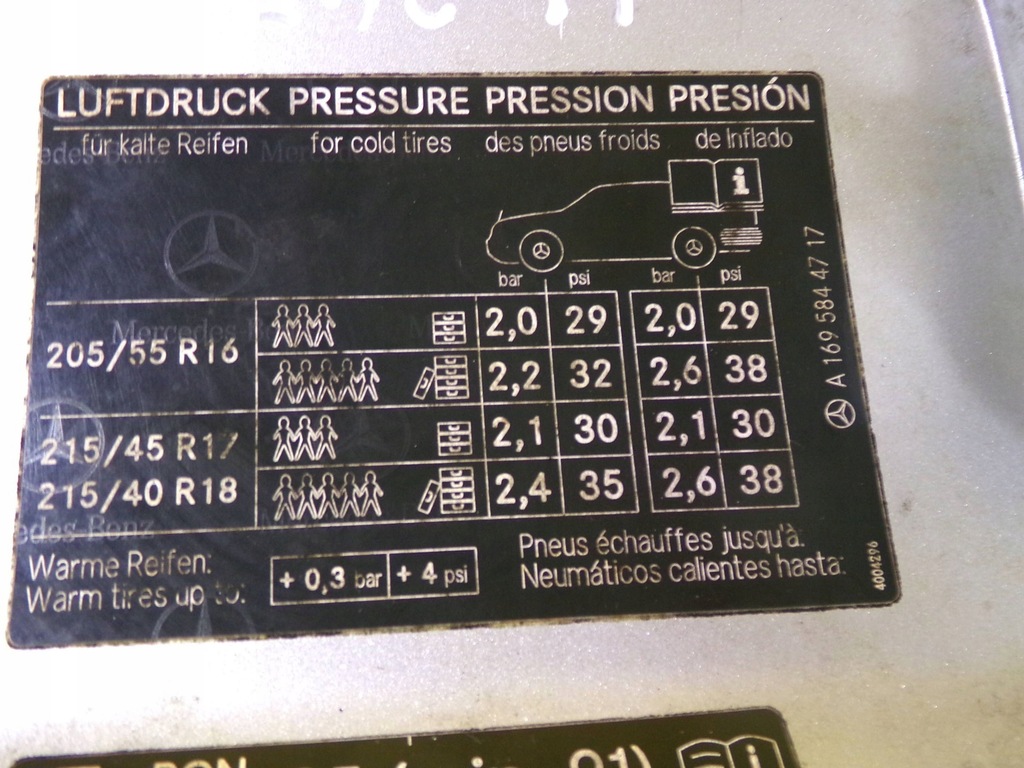 LUFTDRUCK PRESSURE PRESSION PRESIÓN
für kalte Reifen for cold tires des pneus froids de Inflado
i
bar psi bar psi
205/55 R16
2,0 29 2,0 29
2,2 32 2,6 38
215/45 R17
2,1 30 2,1 30
215/40 R18
2,4 35 2,6 38
Warme Reifen:
Warm tires up to:
+ 0,3 bar + 4 psi
Pneus échauffes jusqu'à:
Neumáticos calientes hasta:
A 169 584 47 17
4004296
Mercedes-Benz